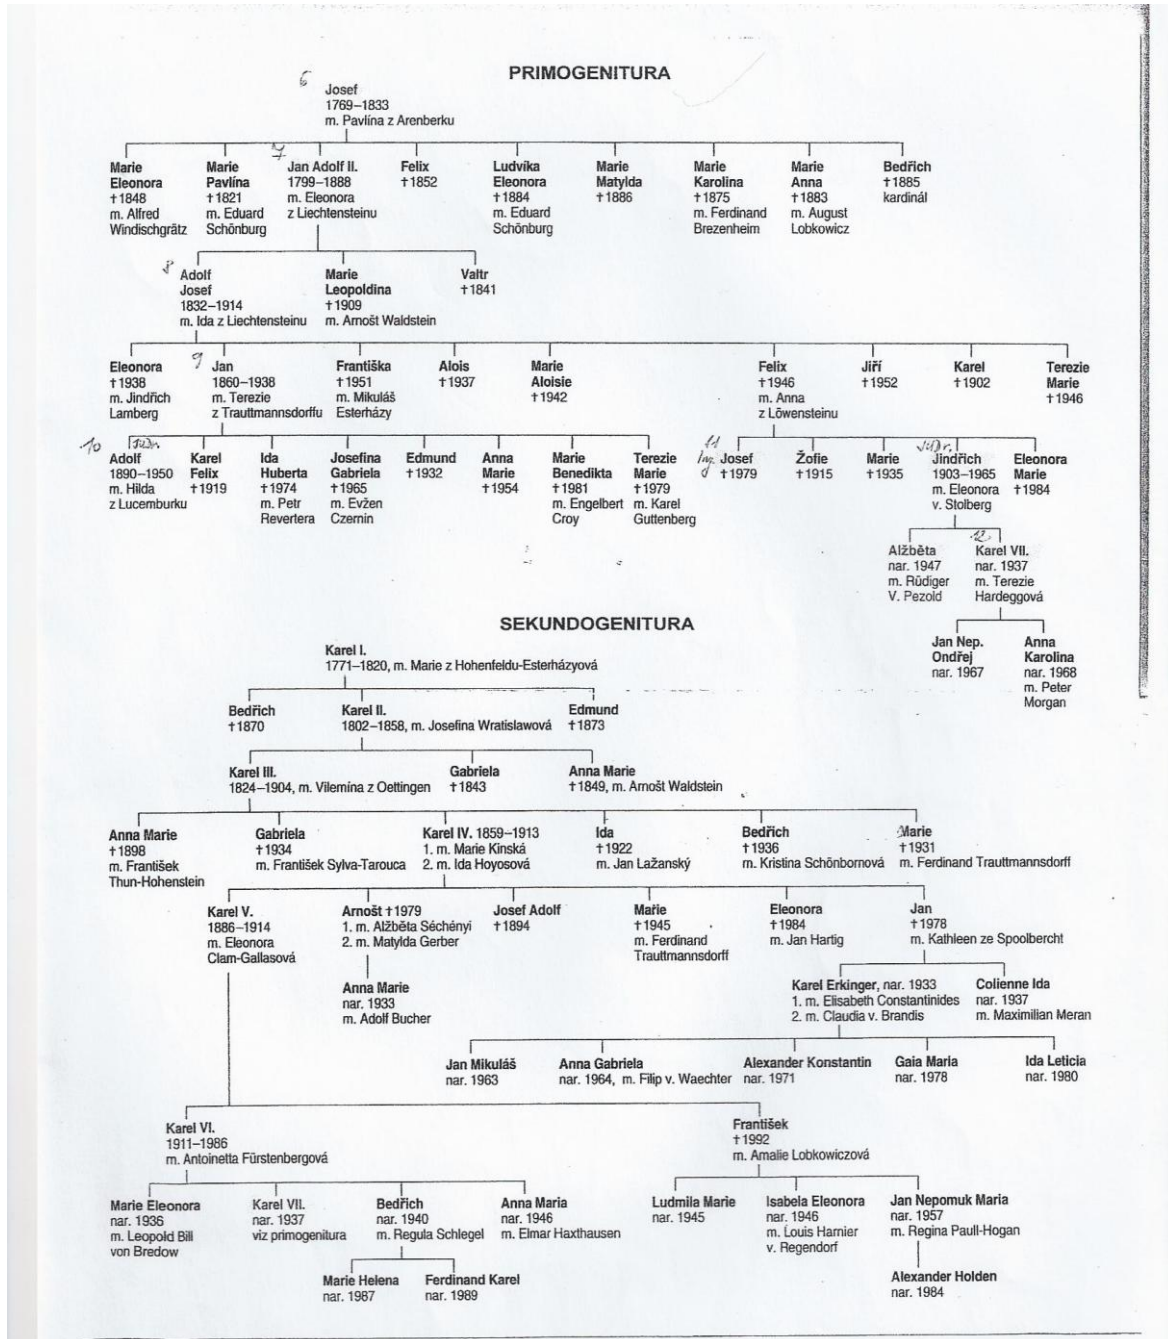 PRIMOGENITURA
6
Josef
1769–1833
m. Pavlína z Arenberku
Marie
Eleonora
†1848
m. Alfred
Windischgrätz
Marie
Pavlína
†1821
m. Eduard
Schönburg
7
Jan Adolf II.
1799–1888
m. Eleonora
z Liechtensteinu
Felix
†1852
Ludvíka
Eleonora
†1884
m. Eduard
Schönburg
Marie
Matylda
†1886
Marie
Karolina
†1875
m. Ferdinand
Brezenheim
Marie
Anna
†1883
m. August
Lobkowicz
Bedřich
†1885
kardinál
8
Adolf
Josef
1832–1914
m. Ida z Liechtensteinu
Marie
Leopoldina
†1909
m. Arnošt Waldstein
Valtr
†1841
Eleonora
†1938
m. Jindřich
Lamberg
9
Jan
1860–1938
m. Terezie
z Trauttmannsdorffu
Františka
†1951
m. Mikuláš
Esterházy
Alois
†1937
Marie
Aloisie
†1942
Felix
†1946
m. Anna
z Löwensteinu
Jiří
†1952
Karel
†1902
Terezie
Marie
†1946
10
JUDr.
Adolf
1890–1950
m. Hilda
z Lucemburku
Karel
Felix
†1919
Ida
Huberta
†1974
m. Petr
Revertera
Josefina
Gabriela
†1965
m. Evžen
Czernin
Edmund
†1932
Anna
Marie
†1954
Marie
Benedikta
†1981
m. Engelbert
Croy
Terezie
Marie
†1979
m. Karel
Guttenberg
11
Ing.
Josef
†1979
Žofie
†1915
Marie
†1935
JUDr.
Jindřich
1903–1965
m. Eleonora
v. Stolberg
Eleonora
Marie
†1984
Alžběta
nar. 1947
m. Rüdiger
V. Pezold
12
Karel VII.
nar. 1937
m. Terezie
Hardeggová
Jan Nep.
Ondřej
nar. 1967
Anna
Karolina
nar. 1968
m. Peter
Morgan
SEKUNDOGENITURA
Karel I.
1771–1820, m. Marie z Hohenfeldu-Esterházyová
Bedřich
†1870
Karel II.
1802–1858, m. Josefina Wratislawová
Edmund
†1873
Karel III.
1824–1904, m. Vilemína z Oettingen
Gabriela
†1843
Anna Marie
†1849, m. Arnošt Waldstein
Anna Marie
†1898
m. František
Thun-Hohenstein
Gabriela
†1934
m. František Sylva-Tarouca
Karel IV. 1859–1913
1. m. Marie Kinská
2. m. Ida Hoyosová
Ida
†1922
m. Jan Lažanský
Bedřich
†1936
m. Kristina Schönbornová
Marie
†1931
m. Ferdinand Trauttmannsdorff
Karel V.
1886–1914
m. Eleonora
Clam-Gallasová
Arnošt †1979
1. m. Alžběta Séchényi
2. m. Matylda Gerber
Josef Adolf
†1894
Marie
†1945
m. Ferdinand
Trauttmannsdorff
Eleonora
†1984
m. Jan Hartig
Jan
†1978
m. Kathleen ze Spoolbercht
Anna Marie
nar. 1933
m. Adolf Bucher
Karel Erkinger, nar. 1933
1. m. Elisabeth Constantinides
2. m. Claudia v. Brandis
Colienne Ida
nar. 1937
m. Maximilian Meran
Jan Mikuláš
nar. 1963
Anna Gabriela
nar. 1964, m. Filip v. Waechter
Alexander Konstantin
nar. 1971
Gaia Maria
nar. 1978
Ida Leticia
nar. 1980
Karel VI.
1911–1986
m. Antoinetta Fürstenbergová
František
†1992
m. Amalie Lobkowiczová
Marie Eleonora
nar. 1936
m. Leopold Bill
von Bredow
Karel VII.
nar. 1937
viz primogenitura
Bedřich
nar. 1940
m. Regula Schlegel
Anna Maria
nar. 1946
m. Elmar Haxthausen
Ludmila Marie
nar. 1945
Isabela Eleonora
nar. 1946
m. Louis Harnier
v. Regendorf
Jan Nepomuk Maria
nar. 1957
m. Regina Paull-Hogan
Marie Helena
nar. 1987
Ferdinand Karel
nar. 1989
Alexander Holden
nar. 1984